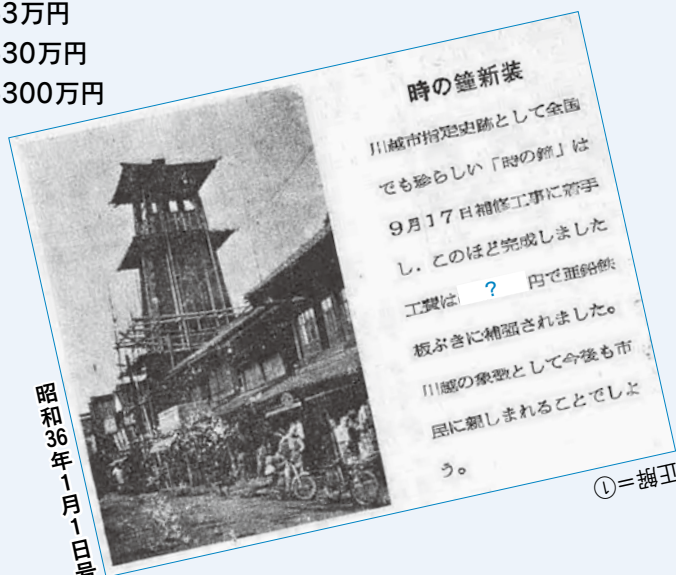 3万円
30万円
300万円
時の鐘新装
川越市指定史跡として全国
でも珍らしい「時の鐘」は
9月17日補修工事に着手
し、このほど完成しました
工費は ? 円で亜鉛鉄
板ぶきに補強されました。
川越の象徴として今後も市
民に親しまれることでしょ
う。
昭和36年1月1日号
正解=①